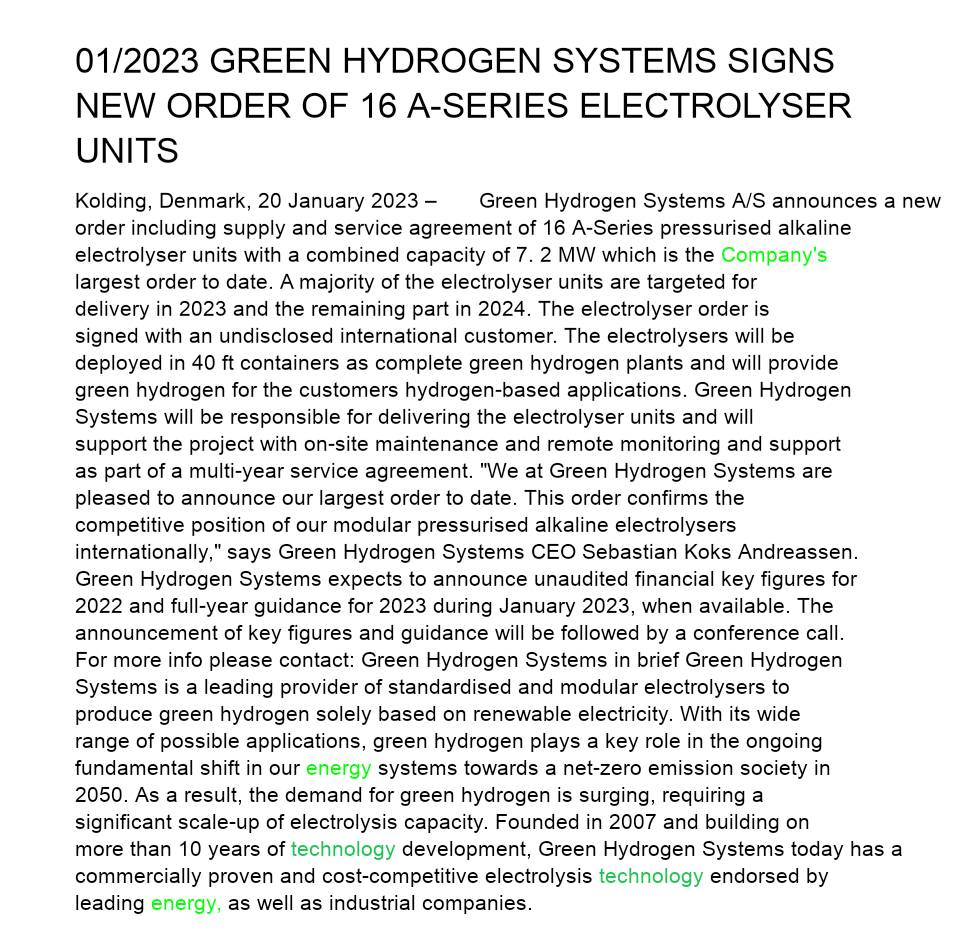 01/2023 GREEN HYDROGEN SYSTEMS SIGNS
NEW ORDER OF 16 A-SERIES ELECTROLYSER
UNITS
Kolding, Denmark, 20 January 2023 – Green Hydrogen Systems A/S announces a new
order including supply and service agreement of 16 A-Series pressurised alkaline
electrolyser units with a combined capacity of 7. 2 MW which is the Company's
largest order to date. A majority of the electrolyser units are targeted for
delivery in 2023 and the remaining part in 2024. The electrolyser order is
signed with an undisclosed international customer. The electrolysers will be
deployed in 40 ft containers as complete green hydrogen plants and will provide
green hydrogen for the customers hydrogen-based applications. Green Hydrogen
Systems will be responsible for delivering the electrolyser units and will
support the project with on-site maintenance and remote monitoring and support
as part of a multi-year service agreement. "We at Green Hydrogen Systems are
pleased to announce our largest order to date. This order confirms the
competitive position of our modular pressurised alkaline electrolysers
internationally," says Green Hydrogen Systems CEO Sebastian Koks Andreassen.
Green Hydrogen Systems expects to announce unaudited financial key figures for
2022 and full-year guidance for 2023 during January 2023, when available. The
announcement of key figures and guidance will be followed by a conference call.
For more info please contact: Green Hydrogen Systems in brief Green Hydrogen
Systems is a leading provider of standardised and modular electrolysers to
produce green hydrogen solely based on renewable electricity. With its wide
range of possible applications, green hydrogen plays a key role in the ongoing
fundamental shift in our energy systems towards a net-zero emission society in
2050. As a result, the demand for green hydrogen is surging, requiring a
significant scale-up of electrolysis capacity. Founded in 2007 and building on
more than 10 years of technology development, Green Hydrogen Systems today has a
commercially proven and cost-competitive electrolysis technology endorsed by
leading energy, as well as industrial companies.